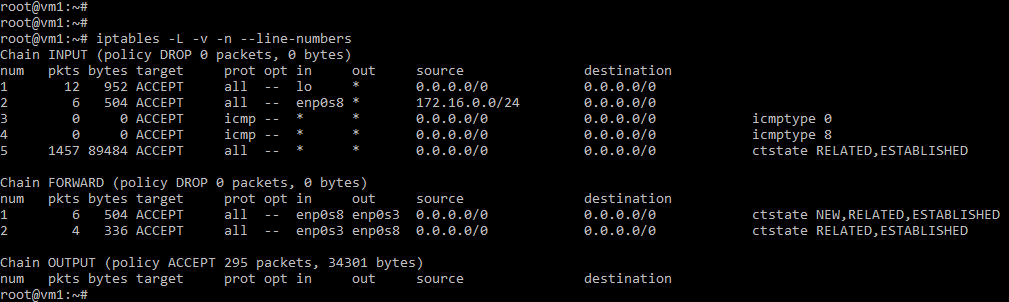 root@vm1:~#
root@vm1:~#
root@vm1:~# iptables -L -v -n --line-numbers
Chain INPUT (policy DROP 0 packets, 0 bytes)
num   pkts bytes target     prot opt in     out     source               destination
1       12   952 ACCEPT     all  --  lo     *       0.0.0.0/0            0.0.0.0/0
2        6   504 ACCEPT     all  --  enp0s8 *       172.16.0.0/24        0.0.0.0/0
3        0     0 ACCEPT     icmp --  *      *       0.0.0.0/0            0.0.0.0/0            icmptype 0
4        0     0 ACCEPT     icmp --  *      *       0.0.0.0/0            0.0.0.0/0            icmptype 8
5     1457 89484 ACCEPT     all  --  *      *       0.0.0.0/0            0.0.0.0/0            ctstate RELATED,ESTABLISHED
Chain FORWARD (policy DROP 0 packets, 0 bytes)
num   pkts bytes target     prot opt in     out     source               destination
1        6   504 ACCEPT     all  --  enp0s8 enp0s3  0.0.0.0/0            0.0.0.0/0            ctstate NEW,RELATED,ESTABLISHED
2        4   336 ACCEPT     all  --  enp0s3 enp0s8  0.0.0.0/0            0.0.0.0/0            ctstate RELATED,ESTABLISHED
Chain OUTPUT (policy ACCEPT 295 packets, 34301 bytes)
num   pkts bytes target     prot opt in     out     source               destination
root@vm1:~#